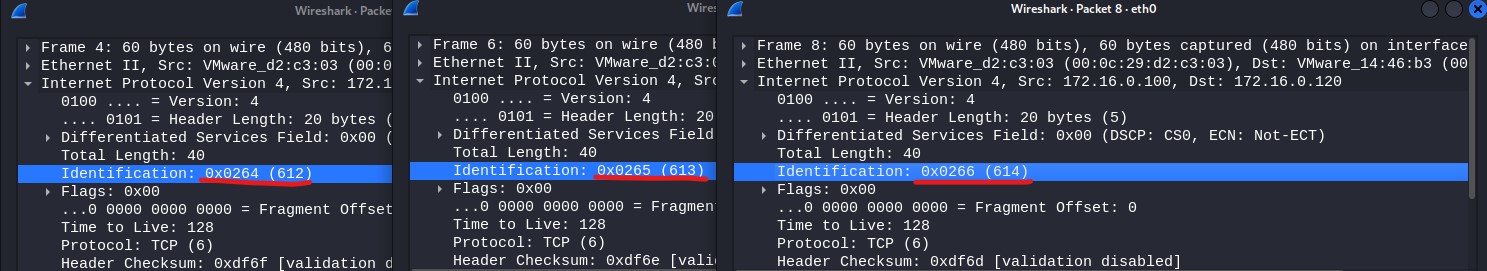 Wireshark · Packet
Frame 4: 60 bytes on wire (480 bits), 6
Ethernet II, Src: VMware_d2:c3:03 (00:0
Internet Protocol Version 4, Src: 172.1
0100 .... = Version: 4
.... 0101 = Header Length: 20 bytes (
Differentiated Services Field: 0x00 (
Total Length: 40
Identification: 0x0264 (612)
Flags: 0x00
...0 0000 0000 0000 = Fragment Offset
Time to Live: 128
Protocol: TCP (6)
Header Checksum: 0xdf6f [validation d
Wires
Frame 6: 60 bytes on wire (480 b
Ethernet II, Src: VMware_d2:c3:0
Internet Protocol Version 4, Src
0100 .... = Version: 4
.... 0101 = Header Length: 20
Differentiated Services Field
Total Length: 40
Identification: 0x0265 (613)
Flags: 0x00
...0 0000 0000 0000 = Fragmen
Time to Live: 128
Protocol: TCP (6)
Header Checksum: 0xdf6e [vali
Wireshark · Packet 8 · eth0
Frame 8: 60 bytes on wire (480 bits), 60 bytes captured (480 bits) on interface
Ethernet II, Src: VMware_d2:c3:03 (00:0c:29:d2:c3:03), Dst: VMware_14:46:b3 (00
Internet Protocol Version 4, Src: 172.16.0.100, Dst: 172.16.0.120
0100 .... = Version: 4
.... 0101 = Header Length: 20 bytes (5)
Differentiated Services Field: 0x00 (DSCP: CS0, ECN: Not-ECT)
Total Length: 40
Identification: 0x0266 (614)
Flags: 0x00
...0 0000 0000 0000 = Fragment Offset: 0
Time to Live: 128
Protocol: TCP (6)
Header Checksum: 0xdf6d [validation disabled]